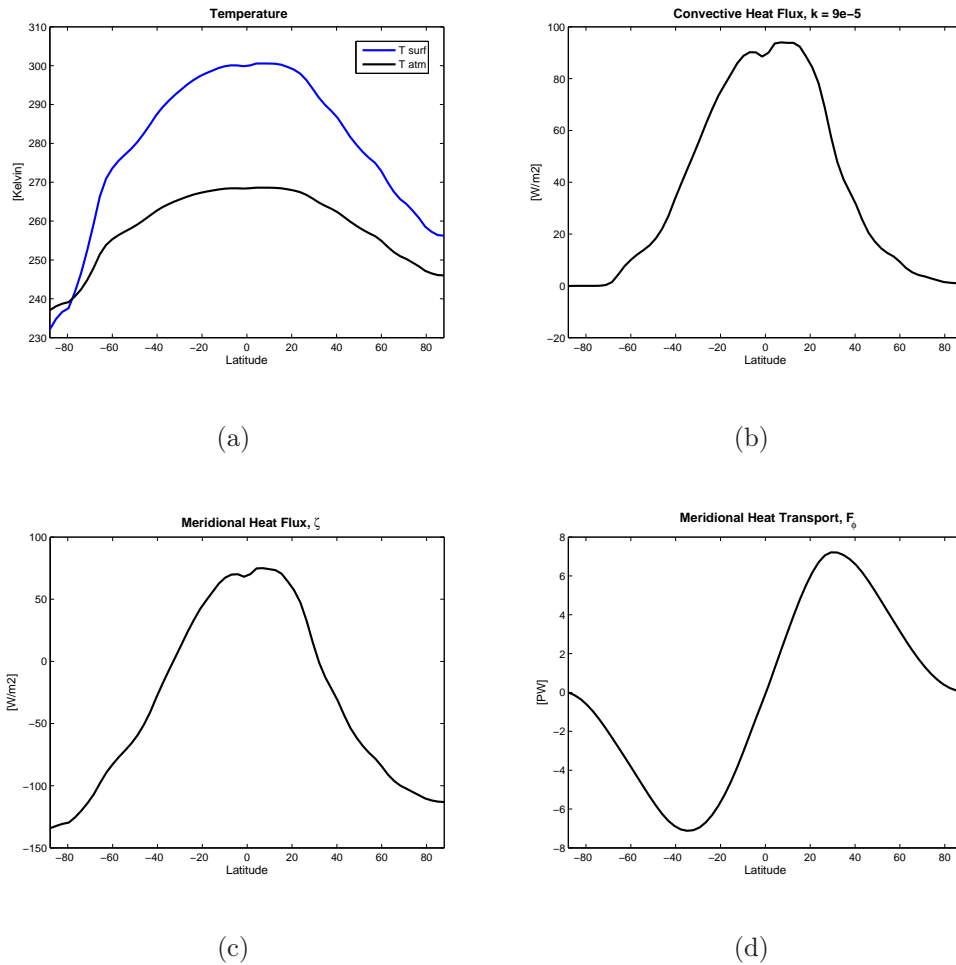 Temperature
310
300
290
280
270
260
250
240
230
[Kelvin]
T surf
T atm
−80 −60 −40 −20 0 20 40 60 80
Latitude
(a)
Convective Heat Flux, k = 9e−5
100
80
60
40
20
0
−20
[W/m2]
−80 −60 −40 −20 0 20 40 60 80
Latitude
(b)
Meridional Heat Flux, ζ
100
50
0
−50
−100
−150
[W/m2]
−80 −60 −40 −20 0 20 40 60 80
Latitude
(c)
Meridional Heat Transport, F_ϕ
8
6
4
2
0
−2
−4
−6
−8
[PW]
−80 −60 −40 −20 0 20 40 60 80
Latitude
(d)